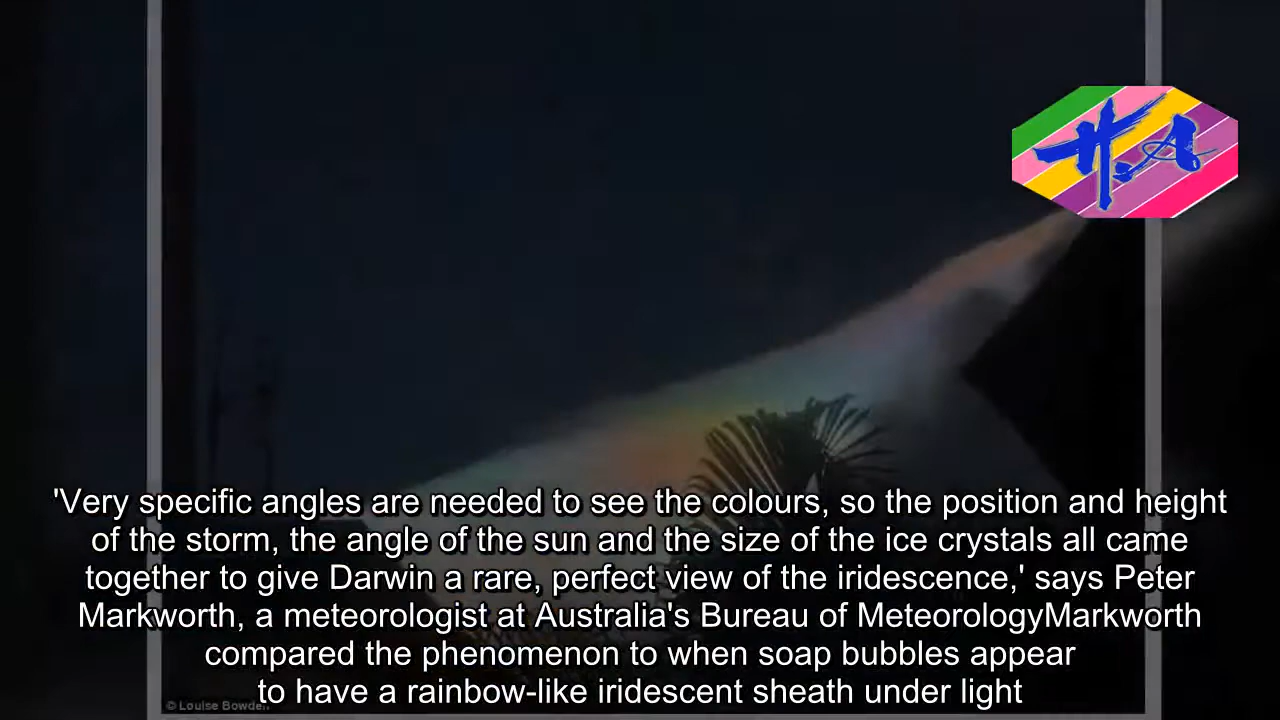 'Very specific angles are needed to see the colours, so the position and height
of the storm, the angle of the sun and the size of the ice crystals all came
together to give Darwin a rare, perfect view of the iridescence,' says Peter
Markworth, a meteorologist at Australia's Bureau of MeteorologyMarkworth
compared the phenomenon to when soap bubbles appear
to have a rainbow-like iridescent sheath under light
© Louise Bowden